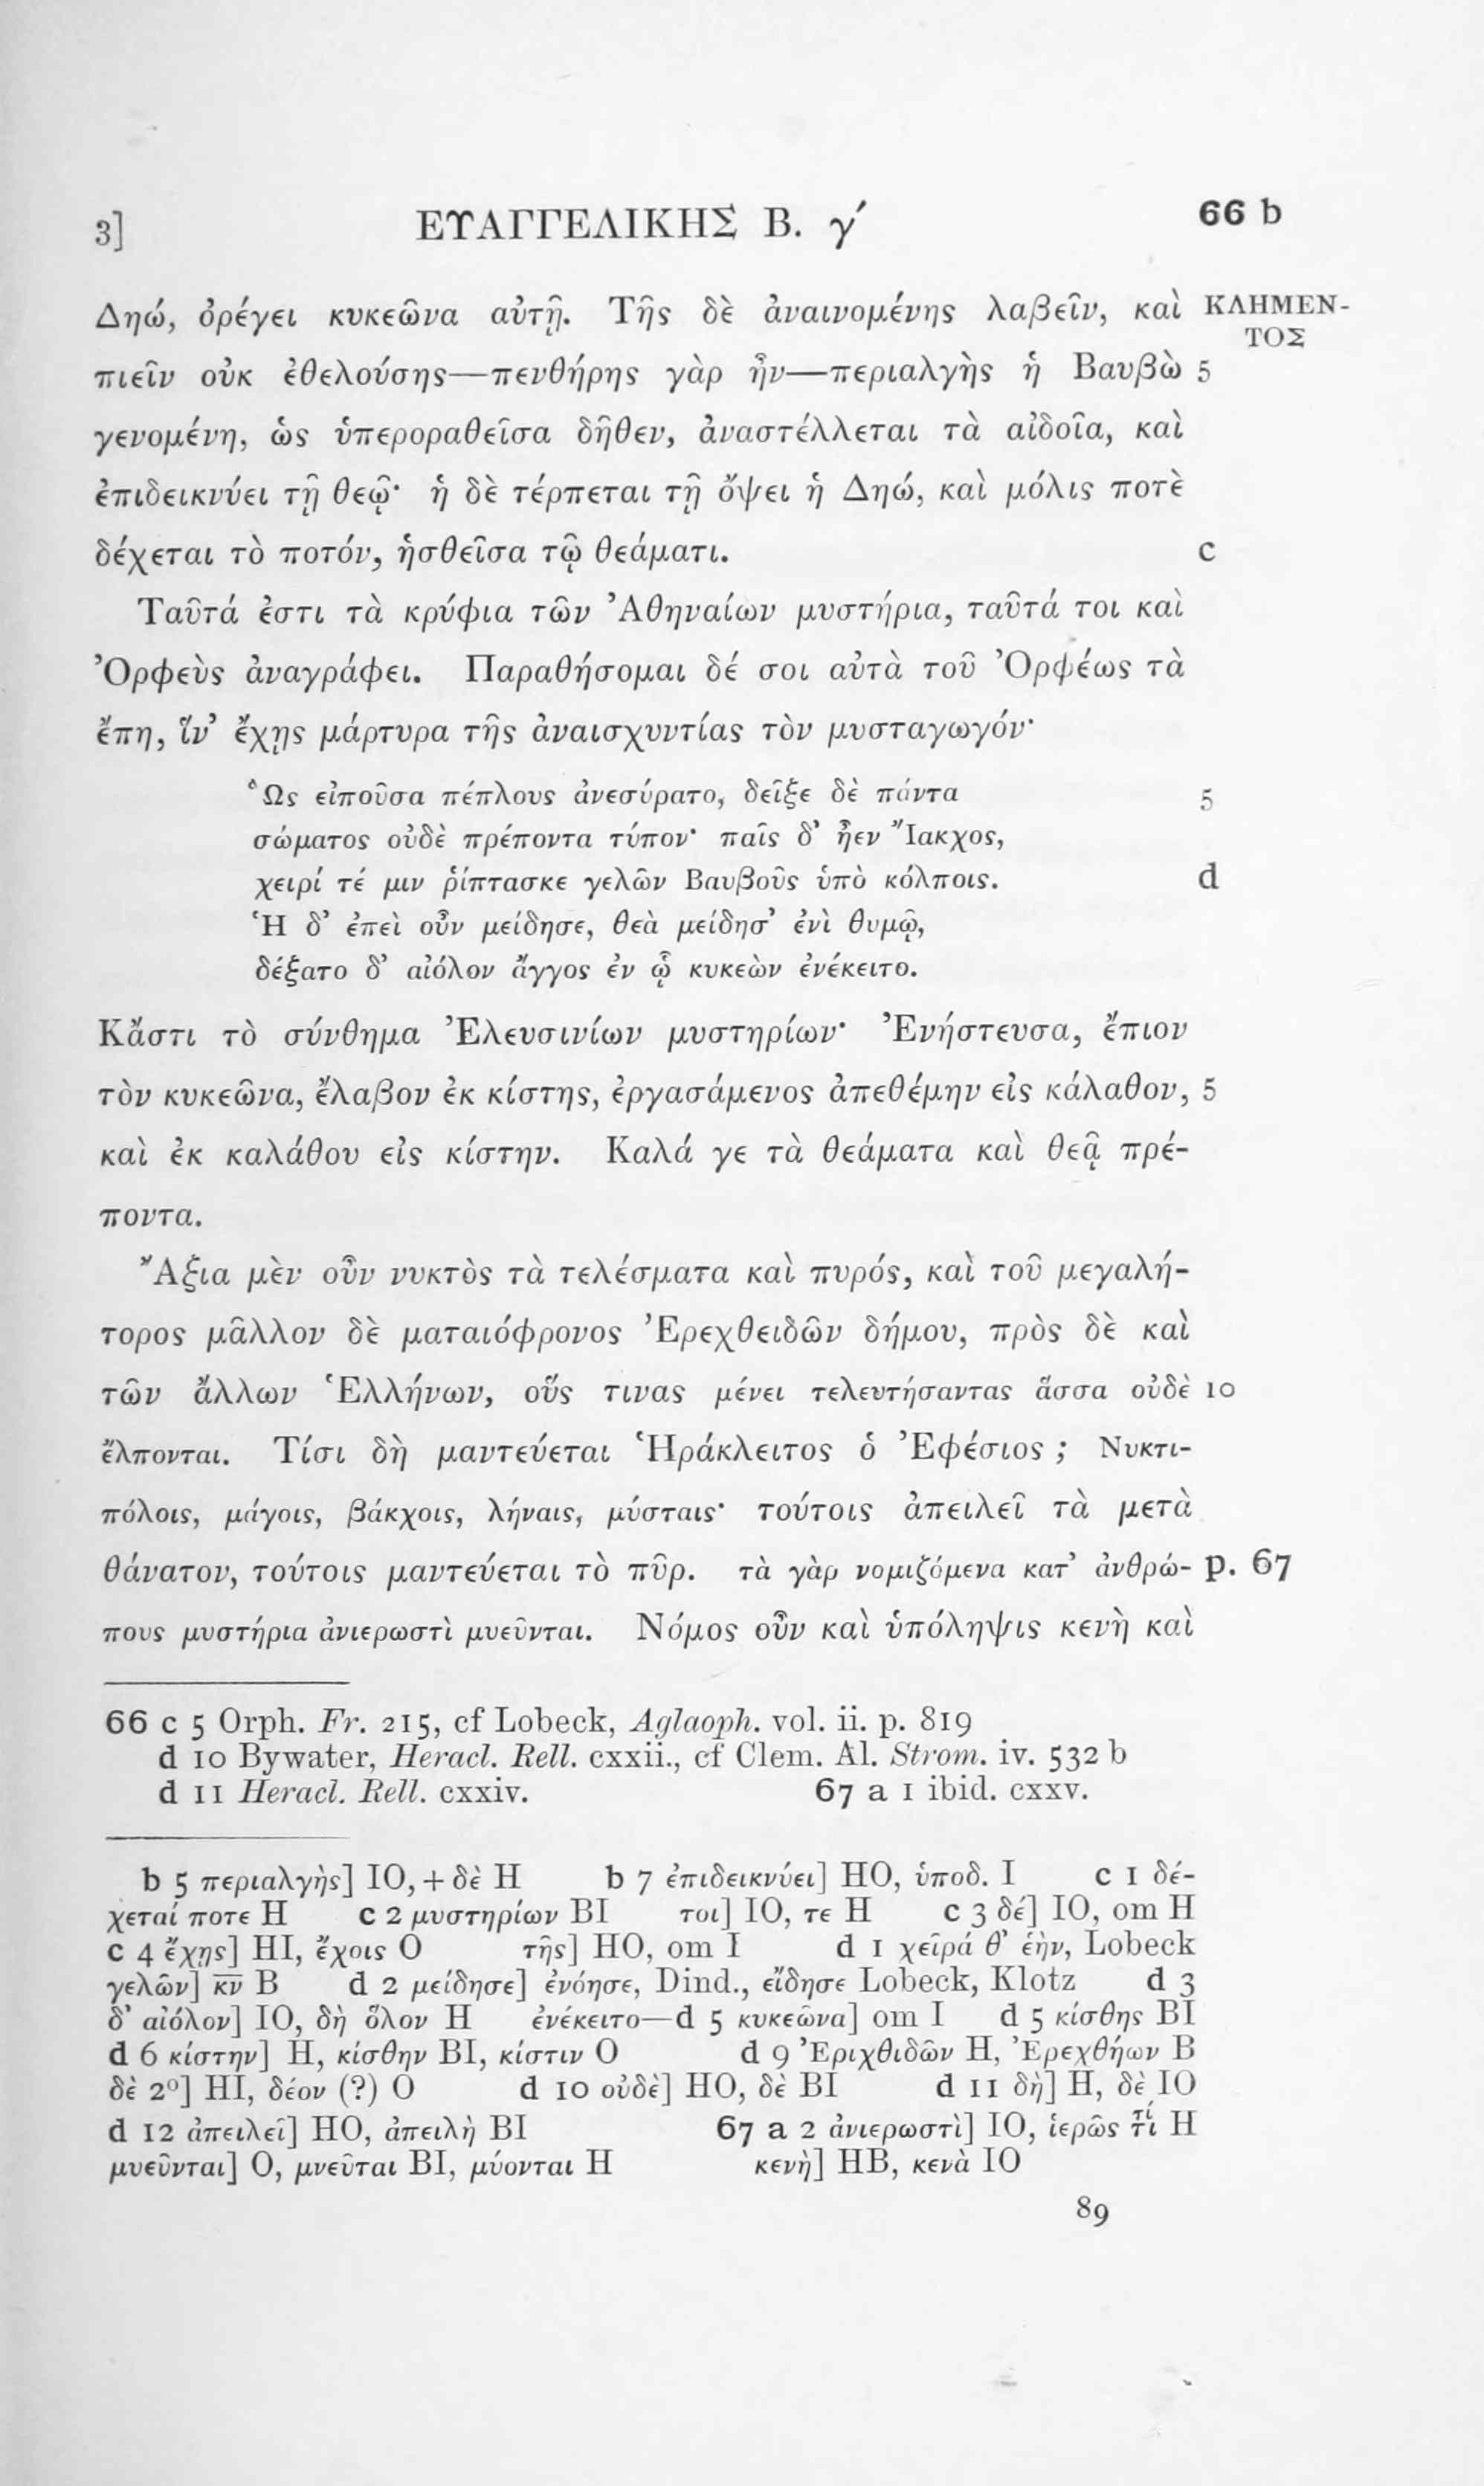 3] ΕΥΑΓΓΕΛΙΚΗΣ Β. γ´ 66 b
Δηώ, ὀρέγει κυκεῶνα αὐτῇ. Τῆς δὲ ἀναινομένης λαβεῖν, καὶ ΚΛΗΜΕΝ-
ΤΟΣ
πιεῖν οὐκ ἐθελούσης—πενθήρης γὰρ ἦν—περιαλγὴς ἡ Βαυβὼ 5
γενομένη, ὡς ὑπεροραθεῖσα δῆθεν, ἀναστέλλεται τὰ αἰδοῖα, καὶ
ἐπιδεικνύει τῇ θεῷ· ἡ δὲ τέρπεται τῇ ὄψει ἡ Δηώ, καὶ μόλις ποτὲ
δέχεται τὸ ποτόν, ἡσθεῖσα τῷ θεάματι. c
Ταῦτά ἐστι τὰ κρύφια τῶν Ἀθηναίων μυστήρια, ταῦτά τοι καὶ
Ὀρφεὺς ἀναγράφει. Παραθήσομαι δέ σοι αὐτὰ τοῦ Ὀρφέως τὰ
ἔπη, ἵν’ ἔχῃς μάρτυρα τῆς ἀναισχυντίας τὸν μυσταγωγόν·
Ὣς εἰποῦσα πέπλους ἀνεσύρατο, δεῖξε δὲ πάντα 5
σώματος οὐδὲ πρέποντα τύπον· παῖς δ’ ἦεν Ἴακχος,
χειρί τέ μιν ῥίπτασκε γελῶν Βαυβοῦς ὑπὸ κόλποις. d
Ἡ δ’ ἐπεὶ οὖν μείδησε, θεὰ μείδησ’ ἐνὶ θυμῷ,
δέξατο δ’ αἰόλον ἄγγος ἐν ᾧ κυκεὼν ἐνέκειτο.
Κἄστι τὸ σύνθημα Ἐλευσινίων μυστηρίων· Ἐνήστευσα, ἔπιον
τὸν κυκεῶνα, ἔλαβον ἐκ κίστης, ἐργασάμενος ἀπεθέμην εἰς κάλαθον, 5
καὶ ἐκ καλάθου εἰς κίστην. Καλά γε τὰ θεάματα καὶ θεᾷ πρέ-
ποντα.
Ἄξια μὲν οὖν νυκτὸς τὰ τελέσματα καὶ πυρός, καὶ τοῦ μεγαλή-
τορος μᾶλλον δὲ ματαιόφρονος Ἐρεχθειδῶν δήμου, πρὸς δὲ καὶ
τῶν ἄλλων Ἑλλήνων, οὕς τινας μένει τελευτήσαντας ἅσσα οὐδὲ 10
ἔλπονται. Τίσι δὴ μαντεύεται Ἡράκλειτος ὁ Ἐφέσιος ; Νυκτι-
πόλοις, μάγοις, βάκχοις, λήναις, μύσταις· τούτοις ἀπειλεῖ τὰ μετὰ
θάνατον, τούτοις μαντεύεται τὸ πῦρ. τὰ γὰρ νομιζόμενα κατ’ ἀνθρώ- p. 67
πους μυστήρια ἀνιερωστὶ μυεῦνται. Νόμος οὖν καὶ ὑπόληψις κενὴ καὶ
66 c 5 Orph. Fr. 215, cf Lobeck, Aglaoph. vol. ii. p. 819
d 10 Bywater, Heracl. Rell. cxxii., cf Clem. Al. Strom. iv. 532 b
d 11 Heracl. Rell. cxxiv. 67 a 1 ibid. cxxv.
b 5 περιαλγὴς] IO, + δὲ H b 7 ἐπιδεικνύει] HO, ὑποδ. I c 1 δέ-
χεταί ποτε H c 2 μυστηρίων BI τοι] IO, τε H c 3 δέ] IO, om H
c 4 ἔχῃς] HI, ἔχοις O τῆς] HO, om I d 1 χεῖρά θ’ ἑὴν, Lobeck
γελῶν] κν̅ B d 2 μείδησε] ἐνόησε, Dind., εἴδησε Lobeck, Klotz d 3
δ’ αἰόλον] IO, δὴ ὅλον H ἐνέκειτο—d 5 κυκεῶνα] om I d 5 κίσθης BI
d 6 κίστην] H, κίσθην BI, κίστιν O d 9 Ἐριχθιδῶν H, Ἐρεχθήων B
δὲ 2º] HI, δέον (?) O d 10 οὐδὲ] HO, δὲ BI d 11 δὴ] H, δὲ IO
d 12 ἀπειλεῖ] HO, ἀπειλὴ BI 67 a 2 ἀνιερωστὶ] IO, ἱερῶς τί H
μυεῦνται] O, μνεῦται BI, μύονται H κενὴ] HB, κενὰ IO
89